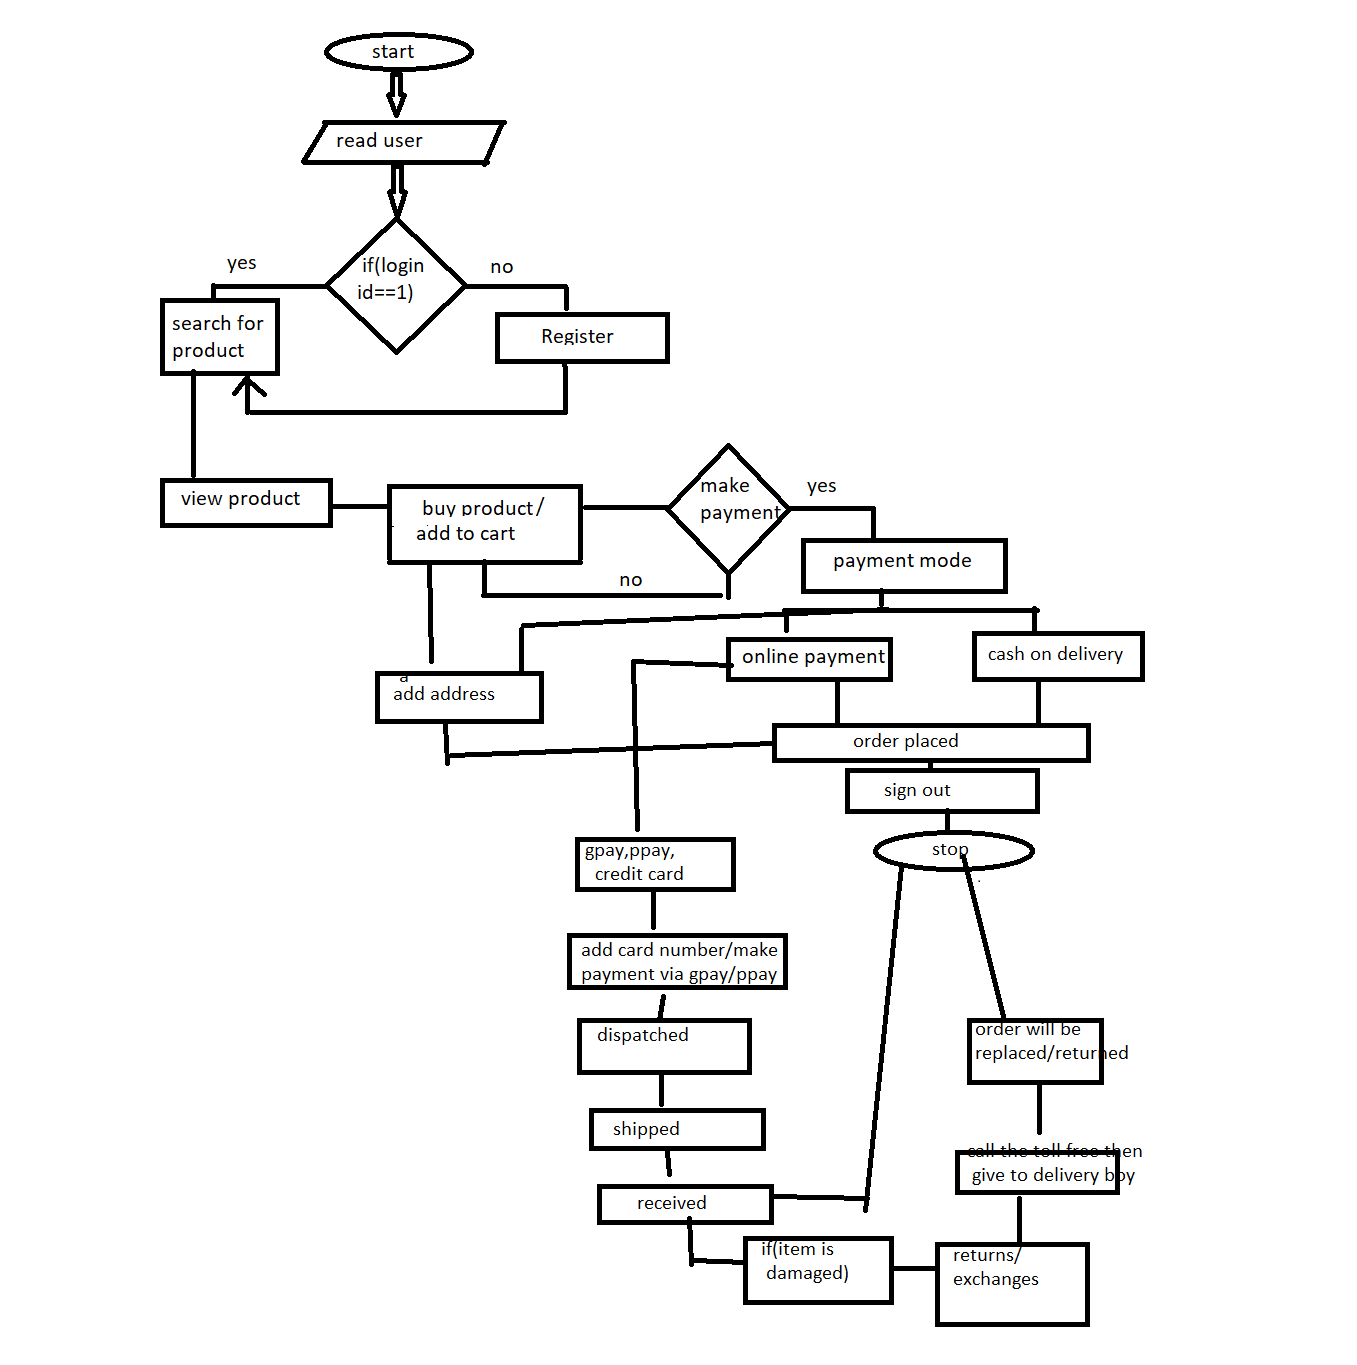 start
read user
if(login
id==1)
yes
no
search for
product
Register
view product
buy product/
add to cart
make
payment
yes
no
payment mode
online payment
cash on delivery
a
add address
order placed
sign out
stop
gpay,ppay,
credit card
add card number/make
payment via gpay/ppay
dispatched
order will be
replaced/returned
shipped
call the toll free then
give to delivery boy
received
if(item is
damaged)
returns/
exchanges